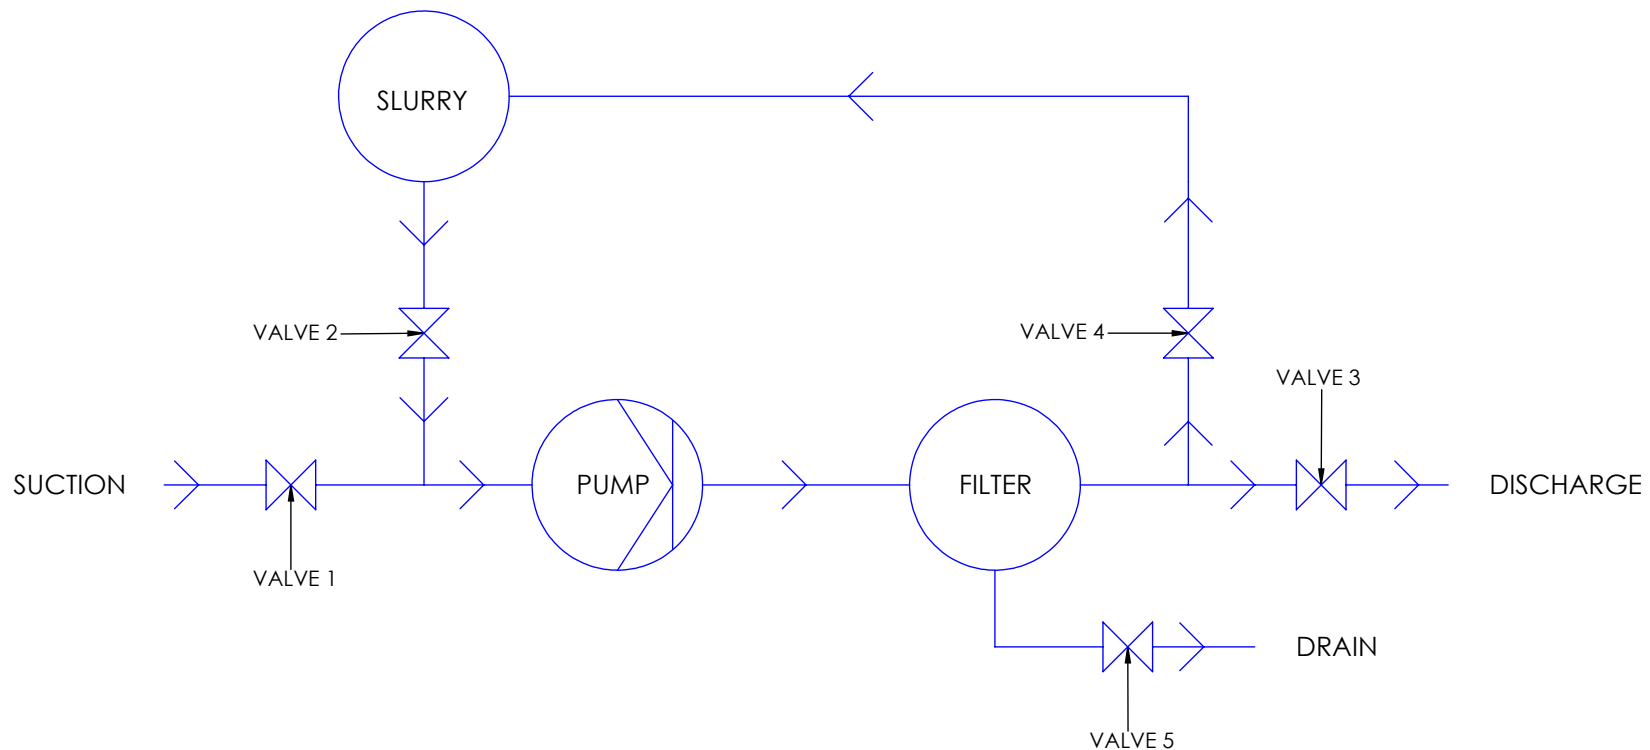 SLURRY
VALVE 2
VALVE 4
VALVE 3
SUCTION
PUMP
FILTER
DISCHARGE
VALVE 1
DRAIN
VALVE 5